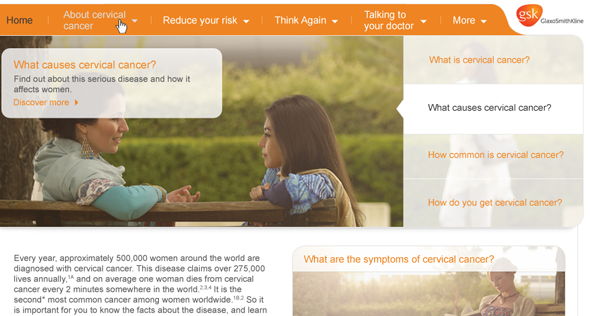 Home
About cervical
cancer
Reduce your risk
Think Again
Talking to
your doctor
More
gsk
GlaxoSmithKline
What causes cervical cancer?
Find out about this serious disease and how it
affects women.
Discover more
What is cervical cancer?
What causes cervical cancer?
How common is cervical cancer?
How do you get cervical cancer?
Every year, approximately 500,000 women around the world are
diagnosed with cervical cancer. This disease claims over 275,000
lives annually,1A and on average one woman dies from cervical
cancer every 2 minutes somewhere in the world.2,3,4 It is the
second* most common cancer among women worldwide.1B,2 So it
is important for you to know the facts about the disease, and learn
What are the symptoms of cervical cancer?